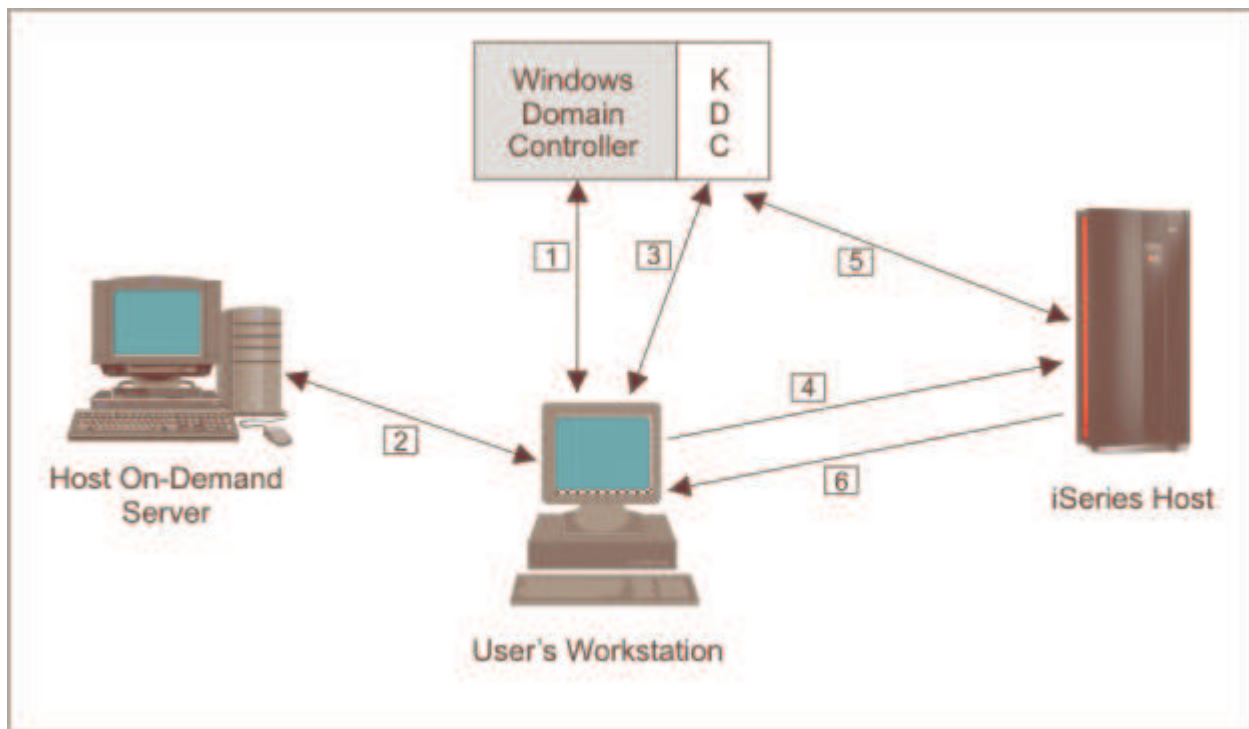 Windows
Domain
Controller
K
D
C
1
3
5
4
2
6
Host On-Demand
Server
iSeries Host
User's Workstation